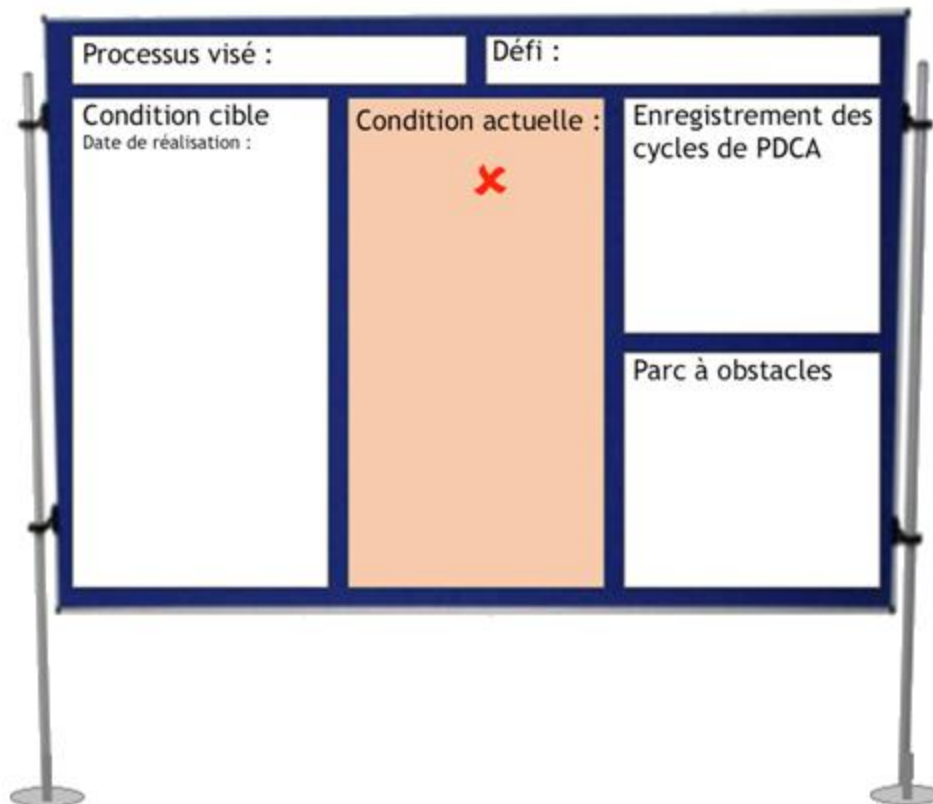 Processus visé :
Défi :
Condition cible
Date de réalisation :
Condition actuelle :
Enregistrement des
cycles de PDCA
Parc à obstacles